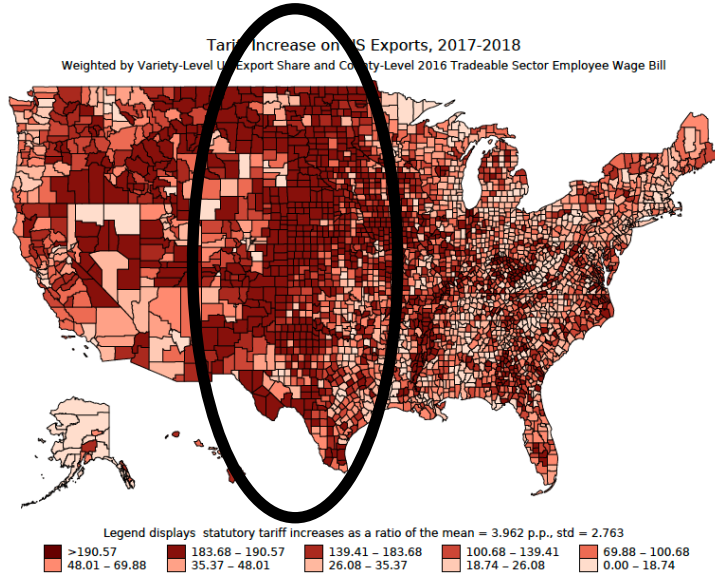 Tariff Increase on US Exports, 2017-2018
Weighted by Variety-Level US Export Share and County-Level 2016 Tradeable Sector Employee Wage Bill
Legend displays statutory tariff increases as a ratio of the mean = 3.962 p.p., std = 2.763
>190.57 183.68 – 190.57 139.41 – 183.68 100.68 – 139.41 69.88 – 100.68
48.01 – 69.88 35.37 – 48.01 26.08 – 35.37 18.74 – 26.08 0.00 – 18.74